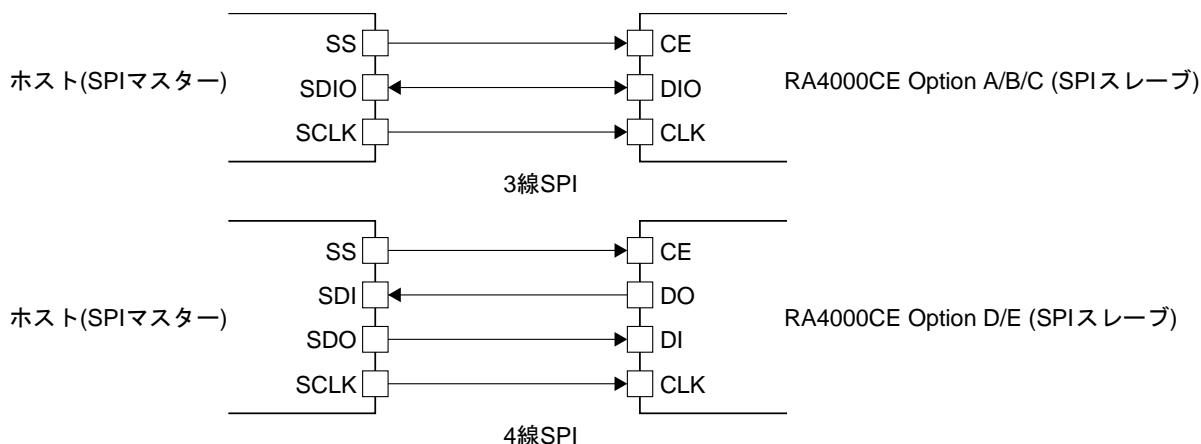 SS CE
ホスト(SPIマスター) SDIO DIO RA4000CE Option A/B/C (SPIスレーブ)
SCLK CLK
3線SPI
SS CE
SDI DO
ホスト(SPIマスター) RA4000CE Option D/E (SPIスレーブ)
SDO DI
SCLK CLK
4線SPI